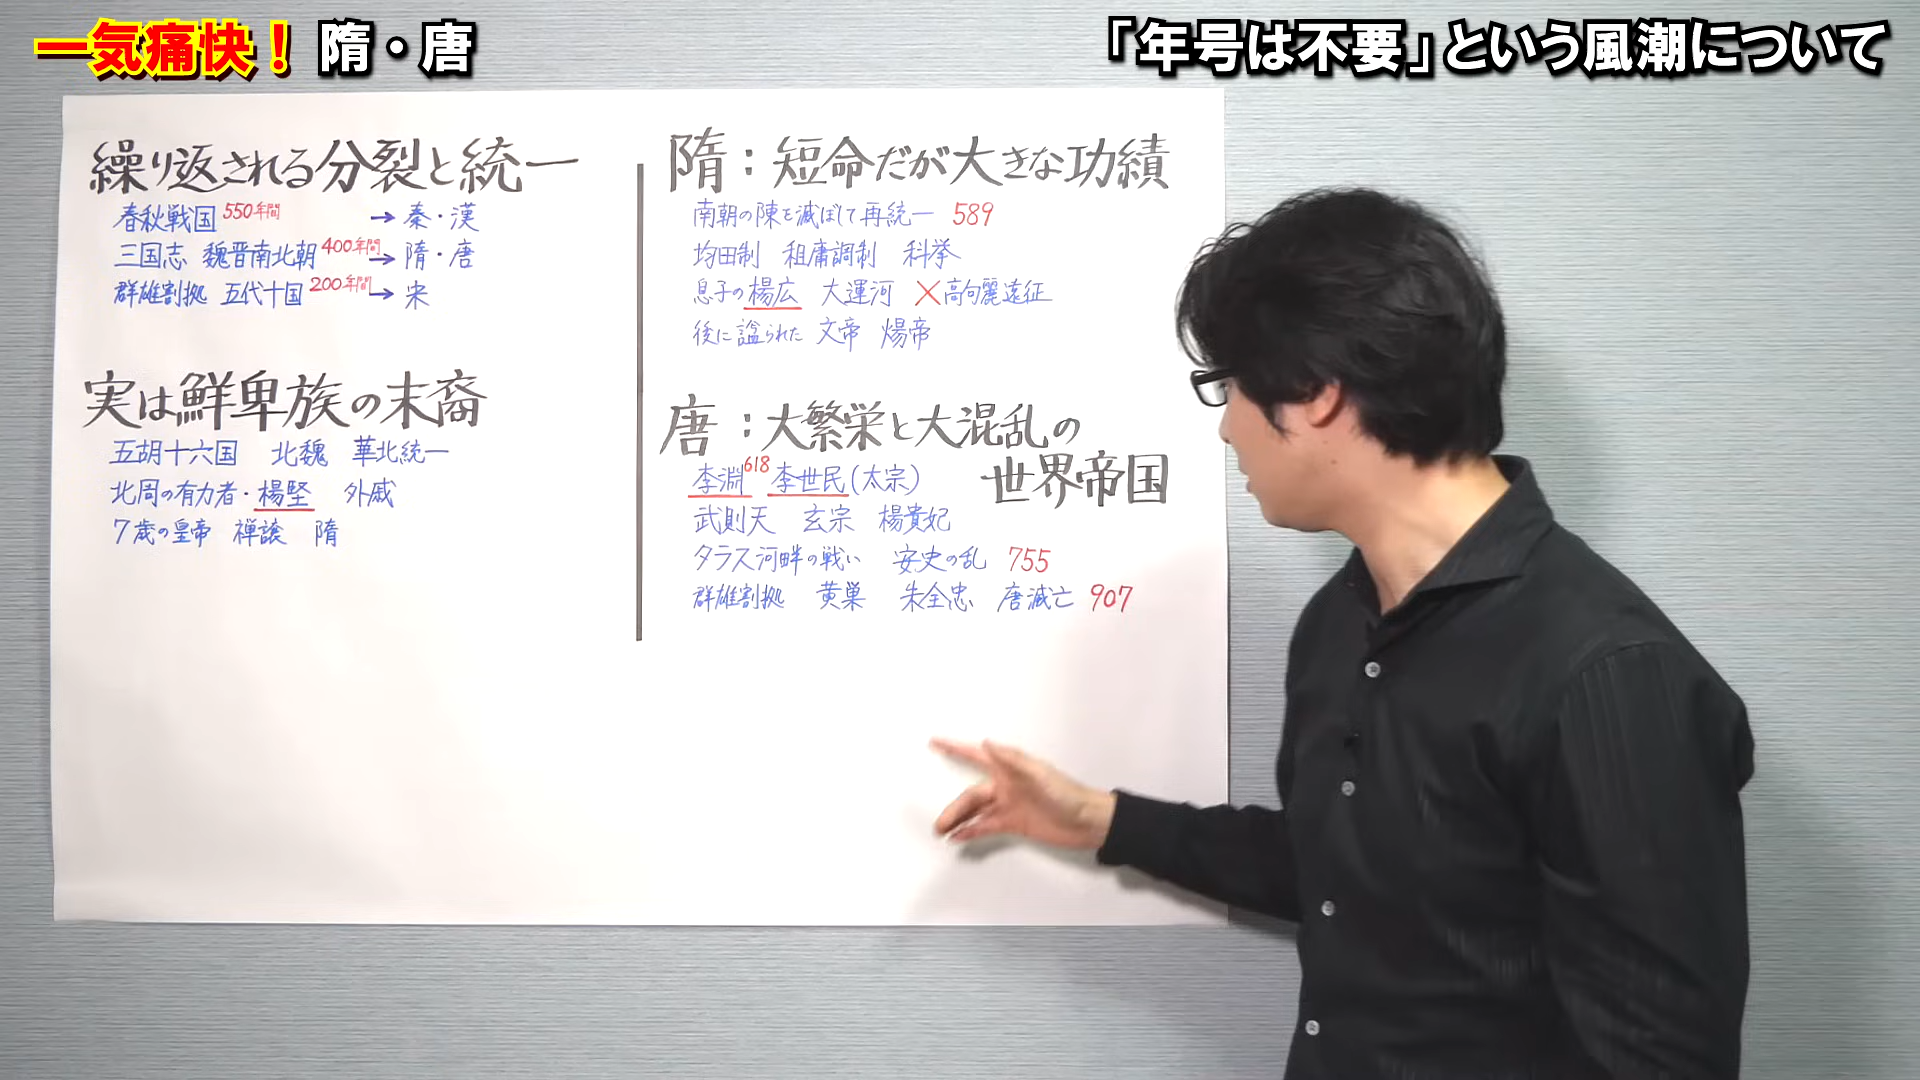 一気痛快！ 隋・唐
「年号は不要」という風潮について
繰り返される分裂と統一
春秋戦国 550年間 → 秦・漢
三国志 魏晋南北朝 400年間 → 隋・唐
群雄割拠 五代十国 200年間 → 宋
実は鮮卑族の末裔
五胡十六国 北魏 華北統一
北周の有力者・楊堅 外戚
7歳の皇帝 禅譲 隋
隋：短命だが大きな功績
南朝の陳を滅ぼして再統一 589
均田制 租庸調制 科挙
息子の楊広 大運河 ×高句麗遠征
後に諡られた 文帝 煬帝
唐：大繁栄と大混乱の
世界帝国
李淵 618 李世民(太宗)
武則天 玄宗 楊貴妃
タラス河畔の戦い 安史の乱 755
群雄割拠 黄巣 朱全忠 唐滅亡 907